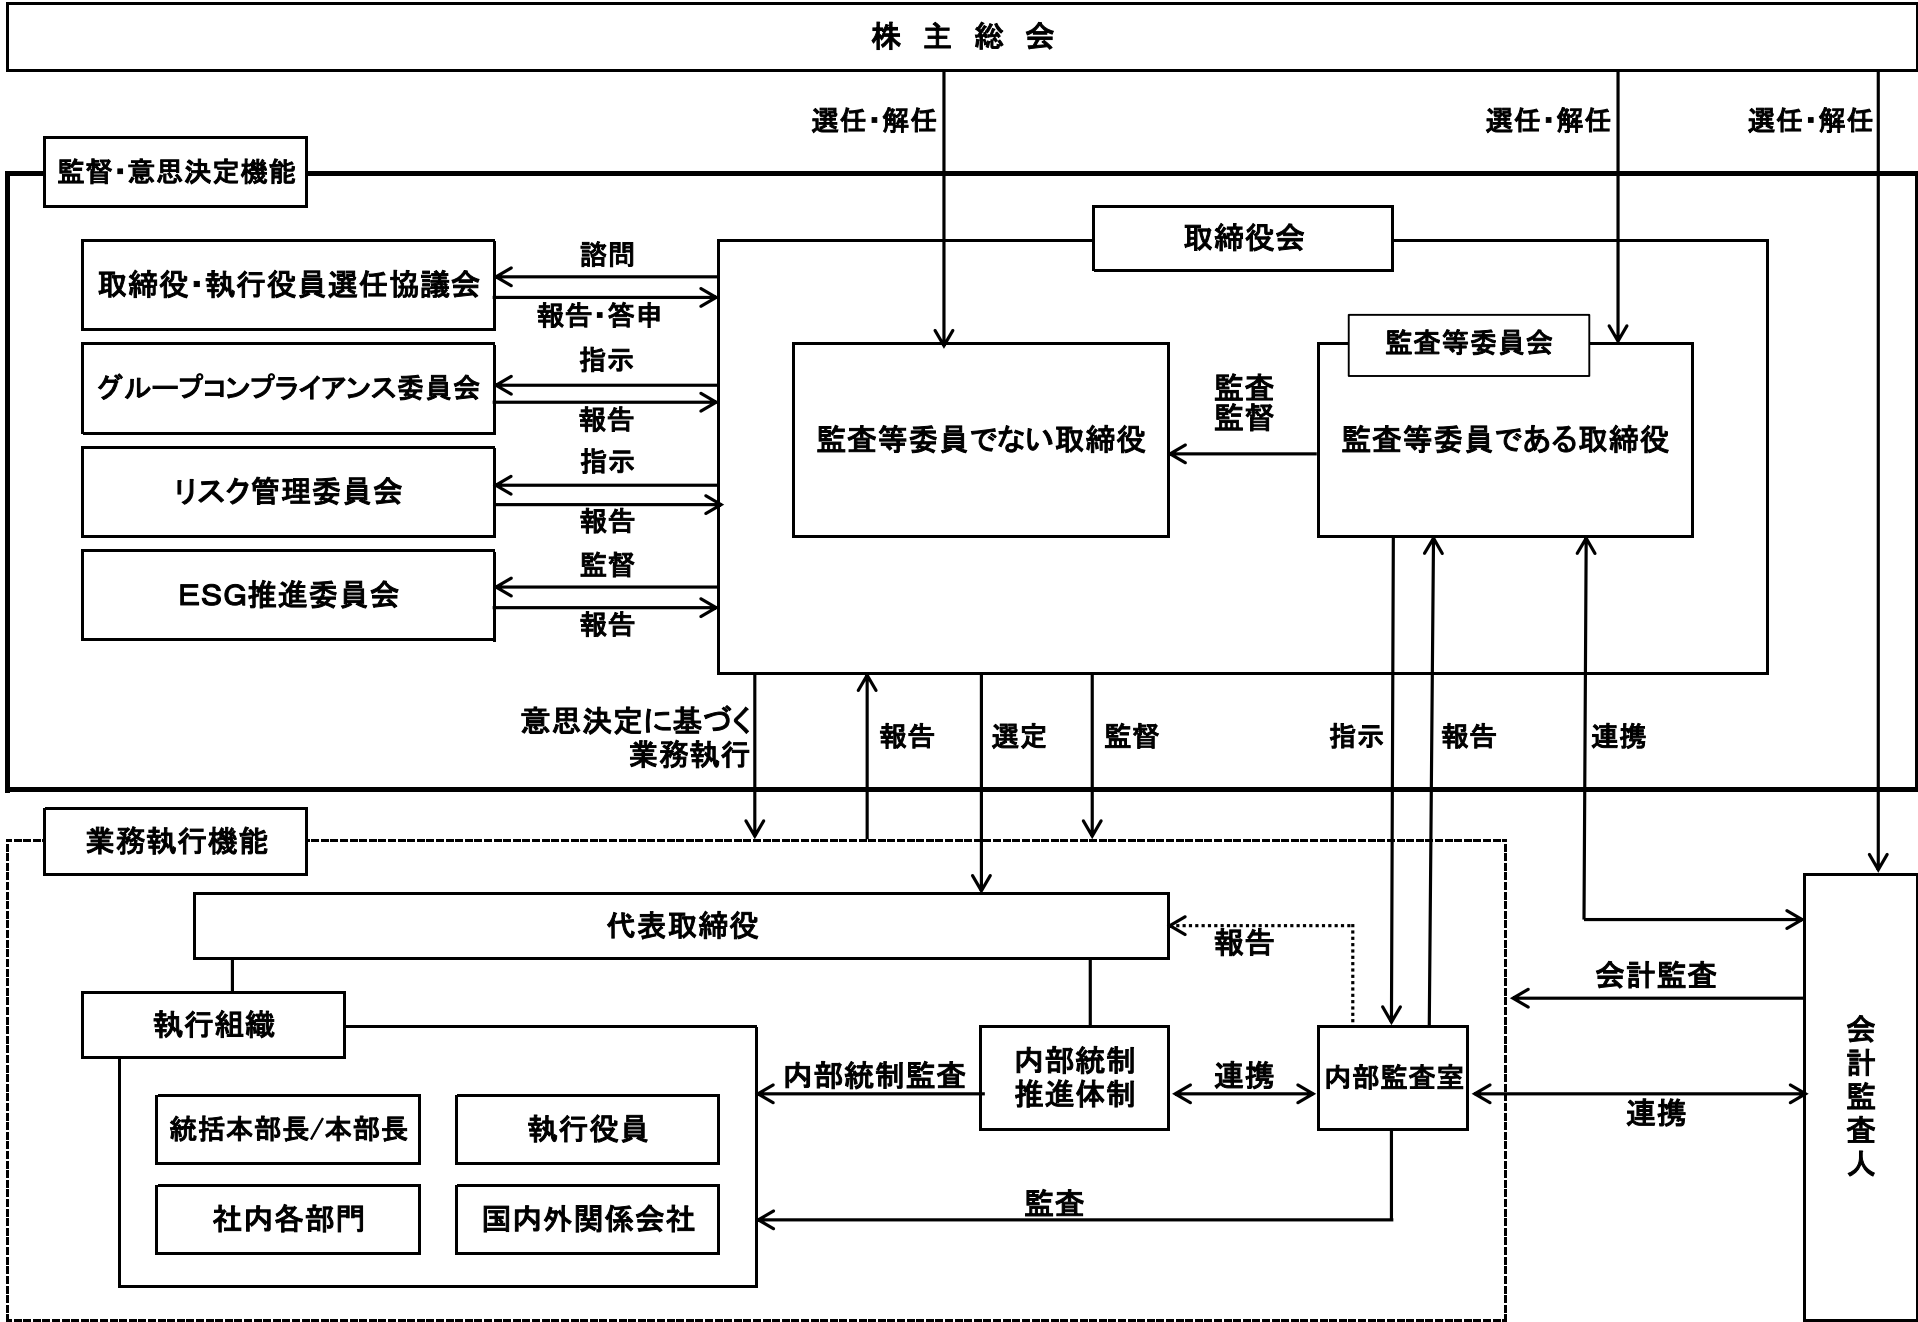 株主総会
選任・解任
選任・解任
選任・解任
監督・意思決定機能
取締役会
取締役・執行役員選任協議会
諮問
報告・答申
グループコンプライアンス委員会
指示
報告
リスク管理委員会
指示
報告
ESG推進委員会
監督
報告
監査等委員でない取締役
監査
監督
監査等委員会
監査等委員である取締役
意思決定に基づく
業務執行
報告
選定
監督
指示
報告
連携
業務執行機能
代表取締役
報告
会計監査
執行組織
内部統制監査
内部統制
推進体制
連携
内部監査室
連携
会計監査人
統括本部長/本部長
執行役員
社内各部門
国内外関係会社
監査